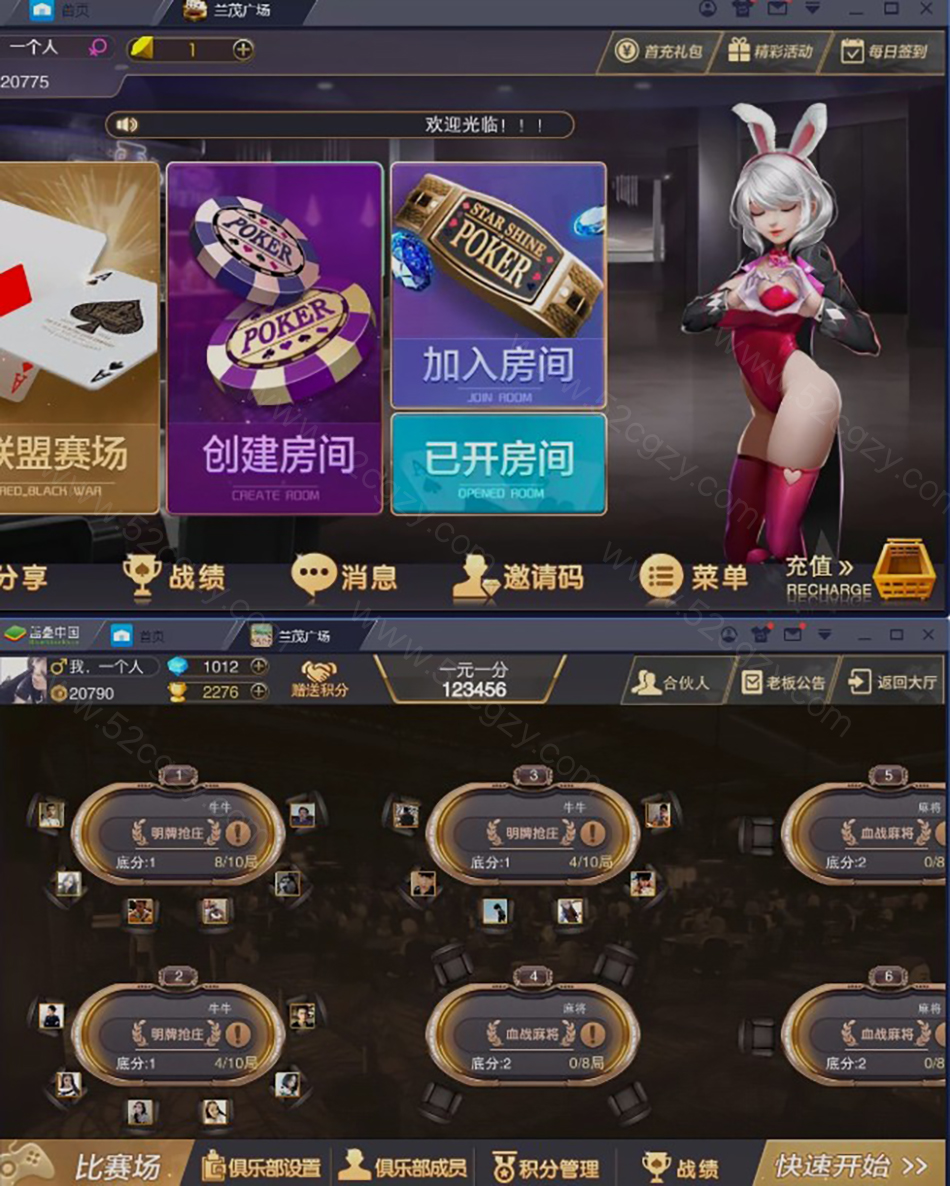 首页
兰茂广场
一个人
1
20775
首充礼包
精彩活动
每日签到
欢迎光临！！！
POKER
POKER
STAR SHINE
POKER
A
A
A
联盟赛场
RED_BLACK WAR
创建房间
CREATE ROOM
加入房间
JOIN ROOM
已开房间
OPENED ROOM
分享
战绩
消息
邀请码
菜单
充值 »
RECHARGE
蓝叠中国
首页
兰茂广场
我，一个人
1012
20790
2276
赠送积分
一元一分
123456
合伙人
老板公告
返回大厅
1
牛牛
明牌抢庄
底分:1
8/10局
3
牛牛
明牌抢庄
底分:1
4/10局
5
麻将
血战麻将
底分:2
0/8
2
牛牛
明牌抢庄
底分:1
4/10局
4
麻将
血战麻将
底分:2
0/8局
6
麻将
血战麻将
底分:2
0/8
比赛场
俱乐部设置
俱乐部成员
积分管理
战绩
快速开始 >>
www.52cgzy.com
www.52cgzy.com
www.52cgzy.com
www.52cgzy.com